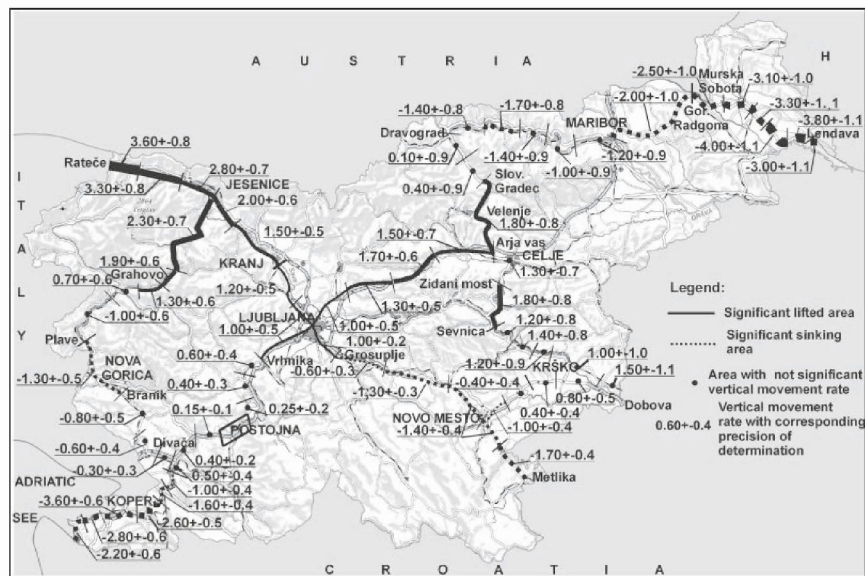 A U S T R I A
H
I T A L Y
-2.50+-1.0
Murska
Sobota
-3.10+-1.0
-2.00+-1.0
-3.30+-1.1
Gor.
Radgona
-3.80+-1.1
Lendava
-4.00+-1.1
-3.00+-1.1
-1.40+-0.8
-1.70+-0.8
MARIBOR
Dravograd
0.10+-0.9
-1.40+-0.9
-1.20+-0.9
-1.00+-0.9
3.60+-0.8
Rateče
3.30+-0.8
2.80+-0.7
JESENICE
2.00+-0.6
2.30+-0.7
0.40+-0.9
Slov.
Gradec
Velenje
1.80+-0.8
1.50+-0.7
Arja vas
1.50+-0.5
1.70+-0.6
CELJE
1.30+-0.7
1.90+-0.6
Grahovo
0.70+-0.6
KRANJ
1.20+-0.5
Zidani most
1.30+-0.6
-1.00+-0.6
1.30+-0.5
1.80+-0.8
LJUBLJANA
1.00+-0.5
1.00+-0.5
Sevnica
1.20+-0.8
Plave
1.00+-0.2
1.40+-0.8
0.60+-0.4
Vrhnika
Grosuplje
-0.60+-0.3
1.20+-0.9
KRŠKO
1.00+-1.0
NOVA
GORICA
1.50+-1.1
-1.30+-0.5
Branik
0.40+-0.3
-1.30+-0.3
-0.40+-0.4
0.80+-0.5
Dobova
-0.80+-0.5
0.15+-0.1
0.25+-0.2
NOVO MESTO
0.40+-0.4
POSTOJNA
-1.40+-0.4
-1.00+-0.4
-0.60+-0.4
Divača
-0.30+-0.3
0.40+-0.2
0.50+-0.4
-1.70+-0.4
Metlika
ADRIATIC
SEE
-1.00+-0.4
-3.60+-0.6
KOPER
-1.60+-0.4
-2.60+-0.5
-2.80+-0.6
-2.20+-0.6
C R O A T I A
Legend:
Significant lifted area
Significant sinking
area
Area with not significant
vertical movement rate
0.60+-0.4
Vertical movement
rate with corresponding
precision of
determination